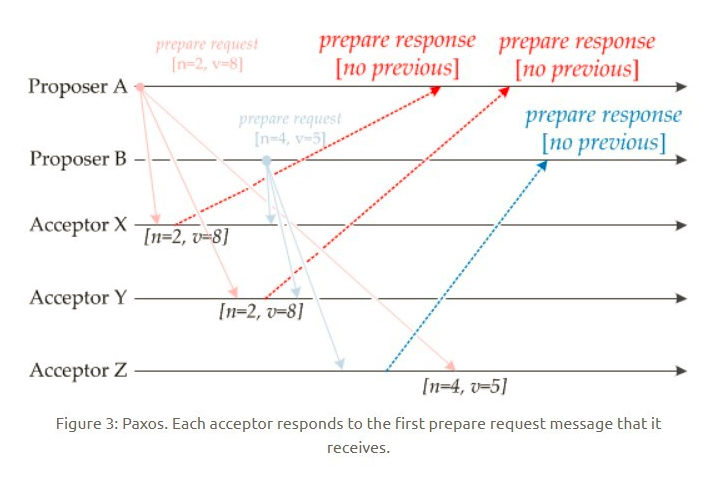 prepare request
[n=2, v=8]
prepare response
[no previous]
prepare response
[no previous]
Proposer A
prepare request
[n=4, v=5]
prepare response
[no previous]
Proposer B
Acceptor X
[n=2, v=8]
Acceptor Y
[n=2, v=8]
Acceptor Z
[n=4, v=5]
Figure 3: Paxos. Each acceptor responds to the first prepare request message that it
receives.